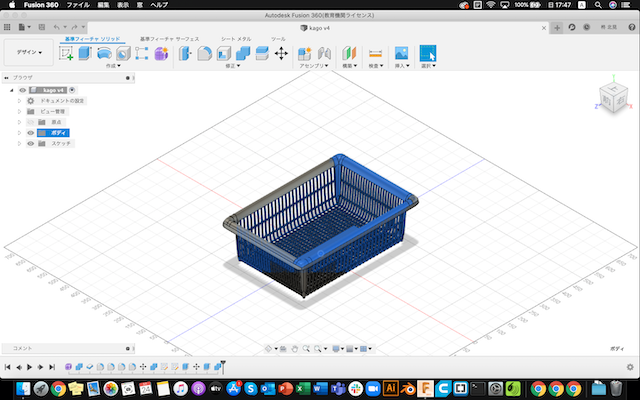 Fusion 360 ファイル 編集 表示 ウインドウ ヘルプ 100% 日 17:47
Autodesk Fusion 360(教育機関ライセンス)
kago v4
基準フィーチャ ソリッド 基準フィーチャ サーフェス シート メタル ツール
デザイン
作成 修正 アセンブリ 構築 検査 挿入 選択
ブラウザ
kago v4
ドキュメントの設定
ビュー管理
原点
ボディ
スケッチ
コメント
ボディ